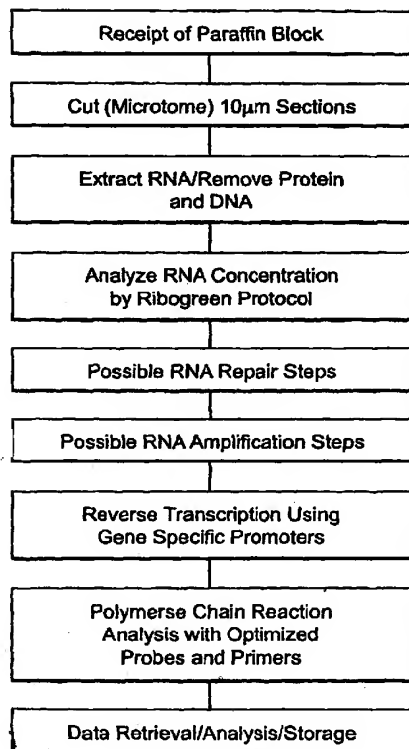 Receipt of Paraffin Block
Cut (Microtome) 10µm Sections
Extract RNA/Remove Protein
and DNA
Analyze RNA Concentration
by Ribogreen Protocol
Possible RNA Repair Steps
Possible RNA Amplification Steps
Reverse Transcription Using
Gene Specific Promoters
Polymerse Chain Reaction
Analysis with Optimized
Probes and Primers
Data Retrieval/Analysis/Storage